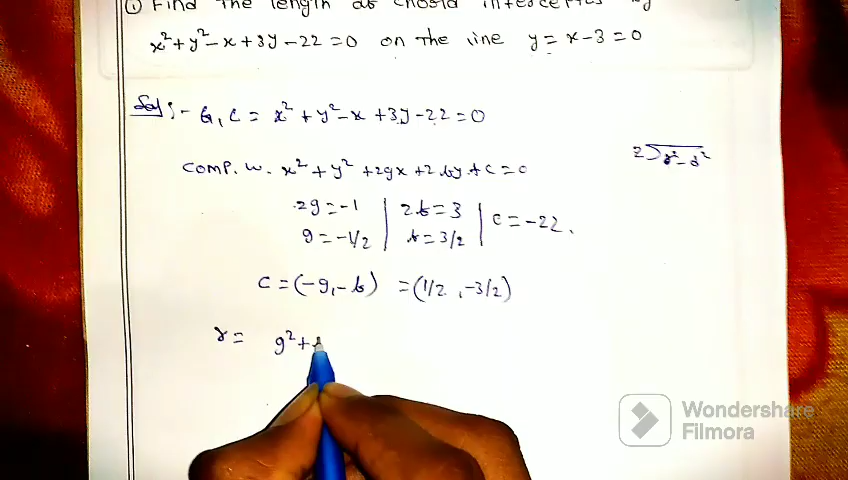 ① Find the length of chord intercepted by
x² + y² – x + 3y – 22 = 0 on the line y = x – 3 = 0
Sol :- G, C = x² + y² – x + 3y – 22 = 0
2√r² – d²
comp. w. x² + y² + 2gx + 2fy + c = 0
2g = –1 | 2f = 3 | c = –22.
g = –1/2 | f = 3/2
c = (–g, –f) = (1/2, –3/2)
r = g² +
Wondershare
Filmora